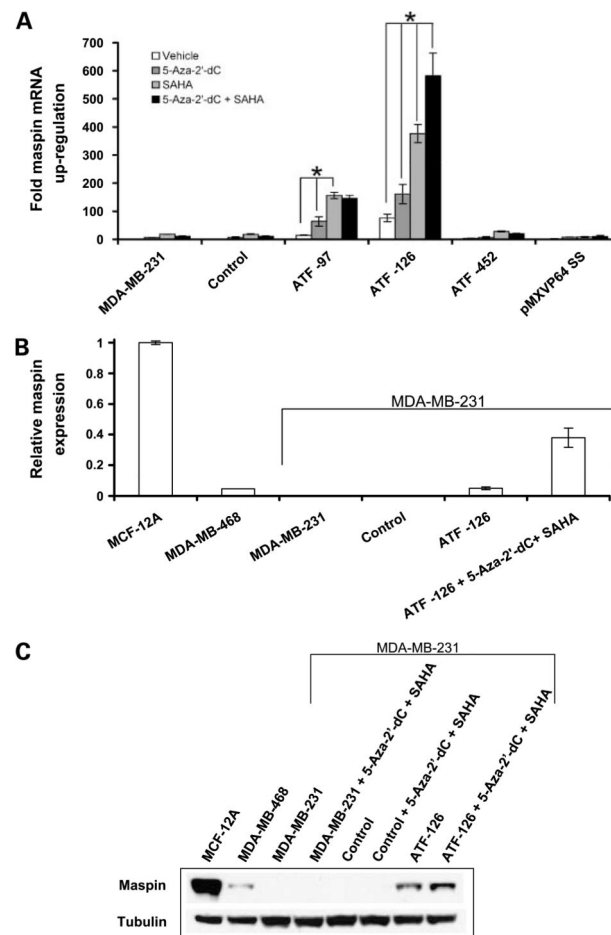 A
Fold maspin mRNA
up-regulation
700
600
500
400
300
200
100
0
Vehicle
5-Aza-2'-dC
SAHA
5-Aza-2'-dC + SAHA
*
*
MDA-MB-231
Control
ATF -97
ATF -126
ATF -452
pMXVP64 SS
B
Relative maspin
expression
1
0.8
0.6
0.4
0.2
0
MDA-MB-231
MCF-12A
MDA-MB-468
MDA-MB-231
Control
ATF -126
ATF -126 + 5-Aza-2'-dC+ SAHA
C
MDA-MB-231
MCF-12A
MDA-MB-468
MDA-MB-231
MDA-MB-231 + 5-Aza-2'-dC + SAHA
Control
Control + 5-Aza-2'-dC + SAHA
ATF-126
ATF-126 + 5-Aza-2'-dC + SAHA
Maspin
Tubulin